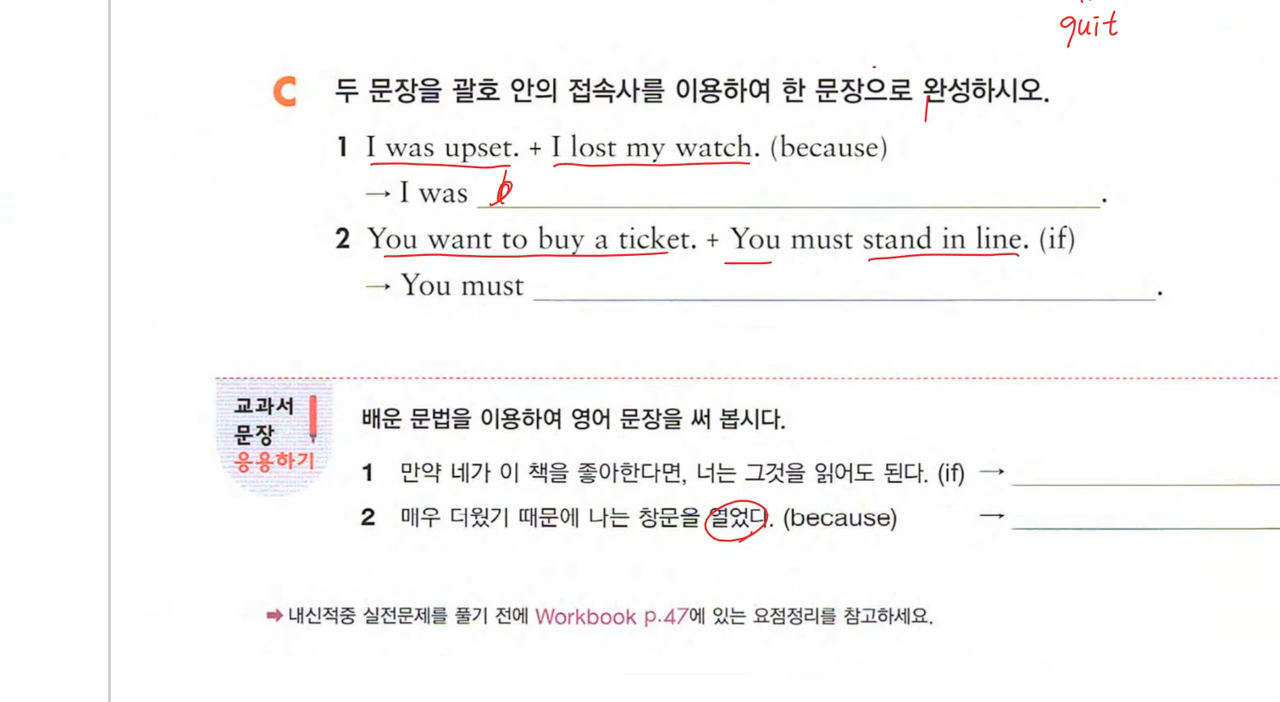 quit
C 두 문장을 괄호 안의 접속사를 이용하여 한 문장으로 완성하시오.
1 I was upset. + I lost my watch. (because)
→ I was b ______.
2 You want to buy a ticket. + You must stand in line. (if)
→ You must ______.
교과서
문장
응용하기
배운 문법을 이용하여 영어 문장을 써 봅시다.
1 만약 네가 이 책을 좋아한다면, 너는 그것을 읽어도 된다. (if) → ______
2 매우 더웠기 때문에 나는 창문을 열었다. (because) → ______
➡ 내신적중 실전문제를 풀기 전에 Workbook p.47에 있는 요점정리를 참고하세요.